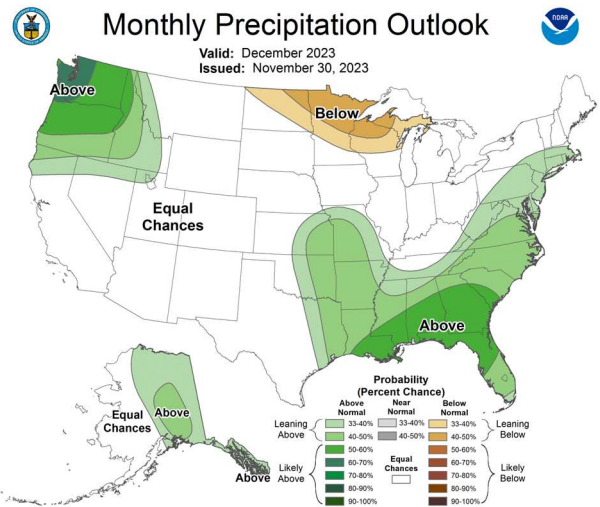 Monthly Precipitation Outlook
NOAA
Valid: December 2023
Issued: November 30, 2023
Above
Below
Equal
Chances
Above
Equal
Chances
Above
Above
Probability
(Percent Chance)
Above
Normal
Near
Normal
Below
Normal
Leaning
Above
33-40%
33-40%
33-40%
Leaning
Below
40-50%
40-50%
40-50%
Likely
Above
50-60%
50-60%
Likely
Below
60-70%
60-70%
70-80%
70-80%
80-90%
80-90%
90-100%
90-100%
Equal
Chances